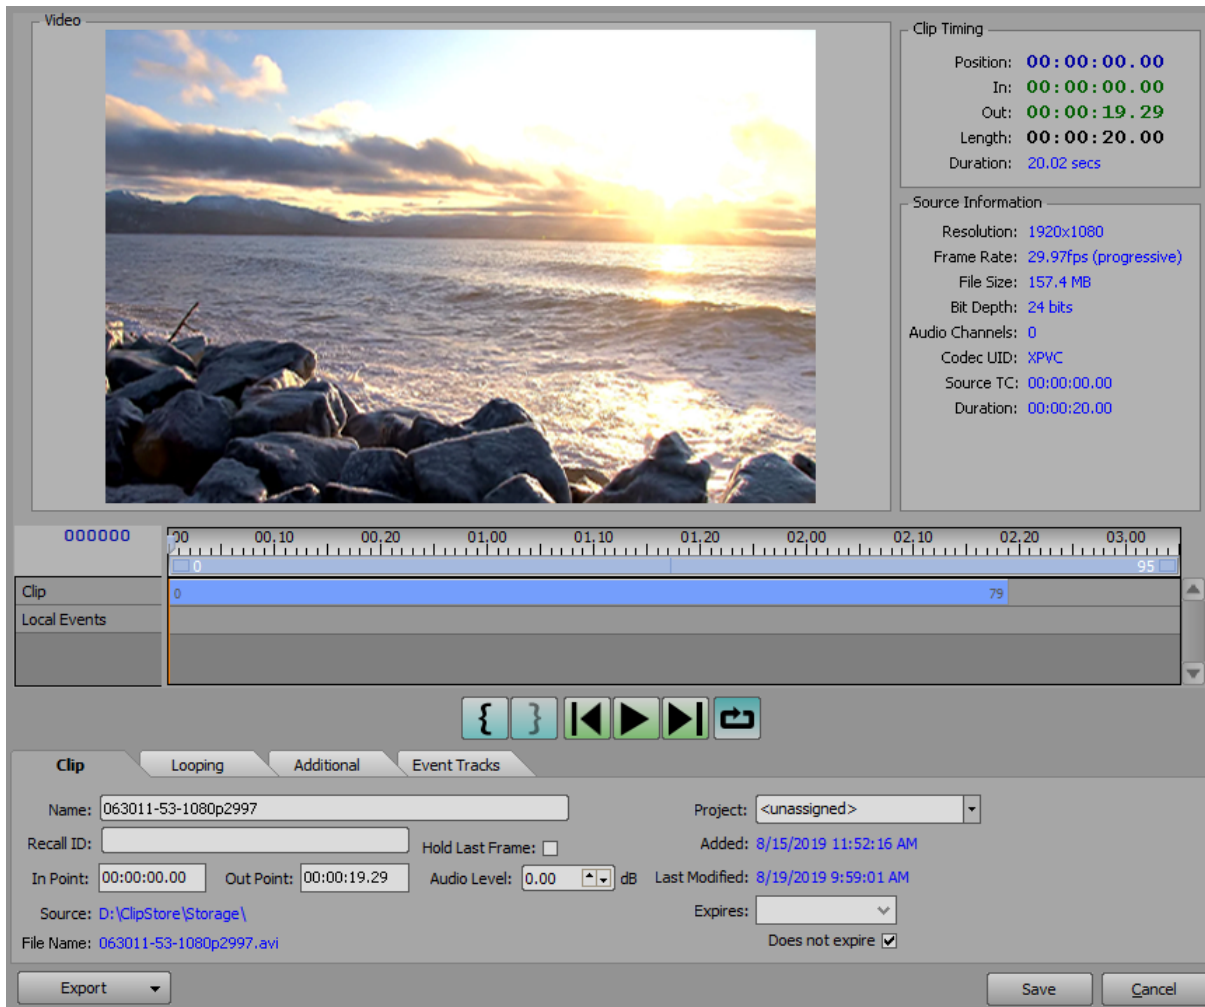 Video
Clip Timing
Position: 00:00:00.00
In: 00:00:00.00
Out: 00:00:19.29
Length: 00:00:20.00
Duration: 20.02 secs
Source Information
Resolution: 1920x1080
Frame Rate: 29.97fps (progressive)
File Size: 157.4 MB
Bit Depth: 24 bits
Audio Channels: 0
Codec UID: XPVC
Source TC: 00:00:00.00
Duration: 00:00:20.00
000000
00 00,10 00,20 01,00 01,10 01,20 02,00 02,10 02,20 03,00
0 95
Clip 0 79
Local Events
Clip Looping Additional Event Tracks
Name: 063011-53-1080p2997
Recall ID:
Hold Last Frame:
In Point: 00:00:00.00 Out Point: 00:00:19.29 Audio Level: 0.00 dB
Source: D:\ClipStore\Storage\
File Name: 063011-53-1080p2997.avi
Project: <unassigned>
Added: 8/15/2019 11:52:16 AM
Last Modified: 8/19/2019 9:59:01 AM
Expires:
Does not expire
Export Save Cancel